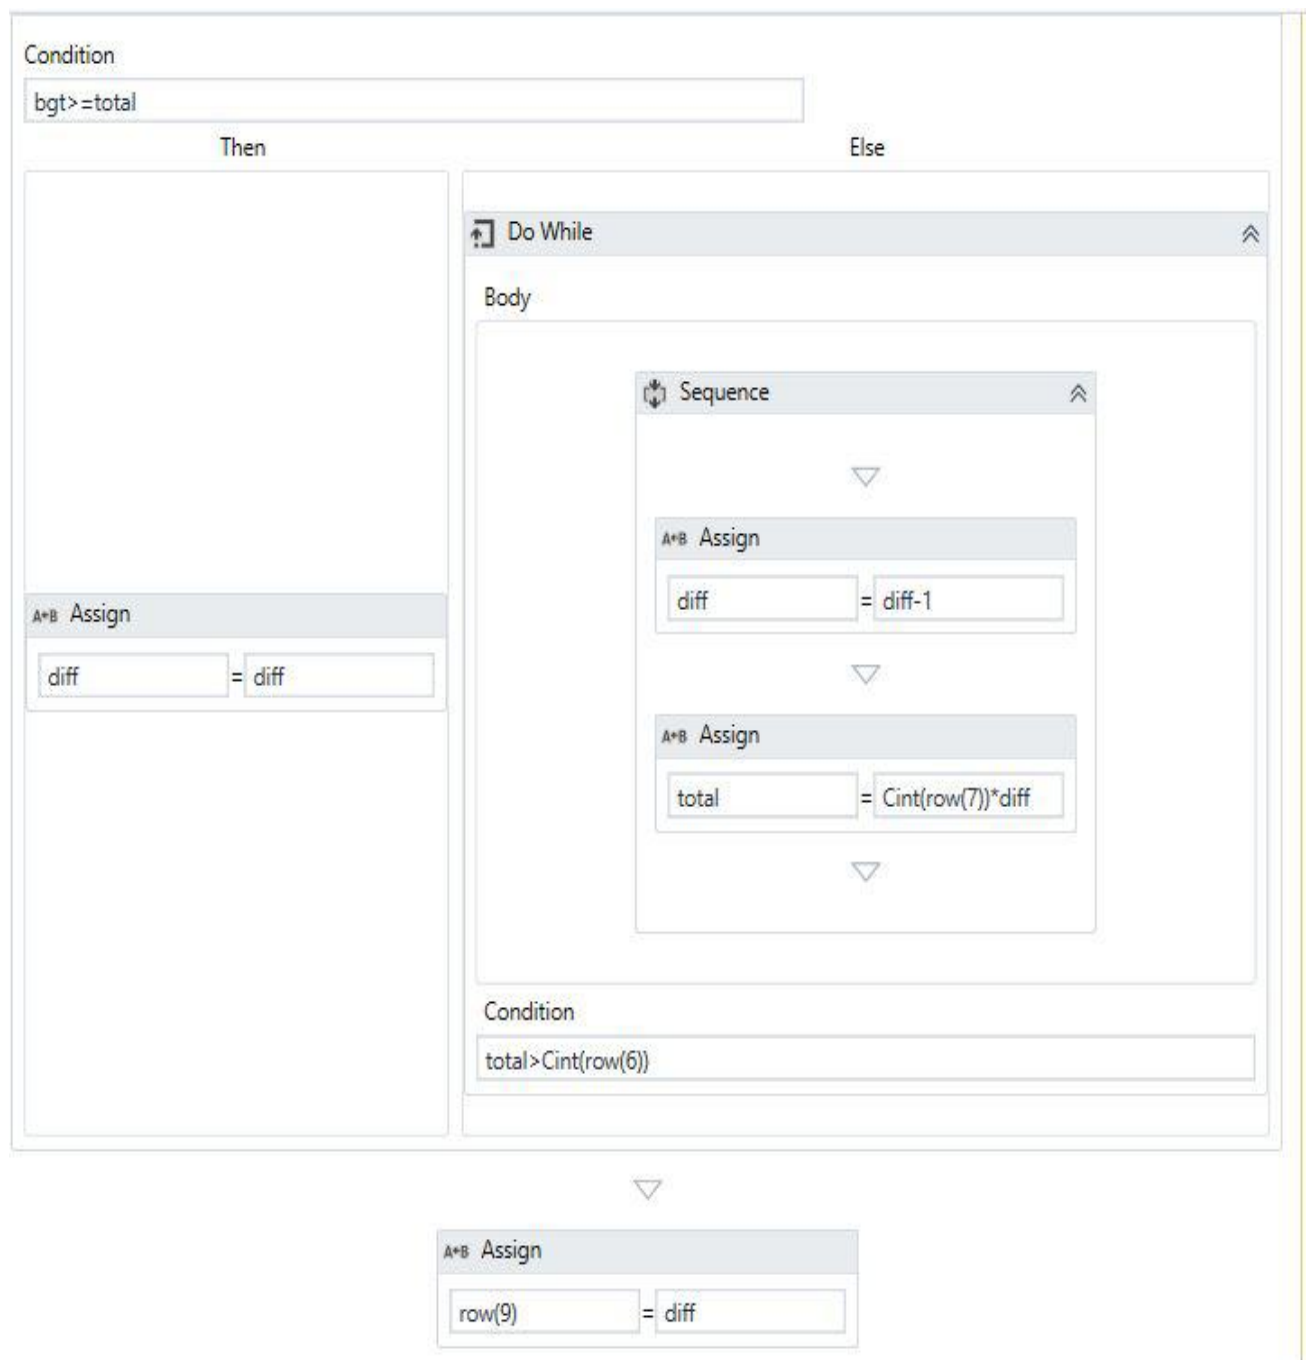 Condition
bgt>=total
Then
Else
Do While
Body
Sequence
A+B Assign
diff = diff-1
A+B Assign
diff = diff
A+B Assign
total = Cint(row(7))*diff
Condition
total>Cint(row(6))
A+B Assign
row(9) = diff